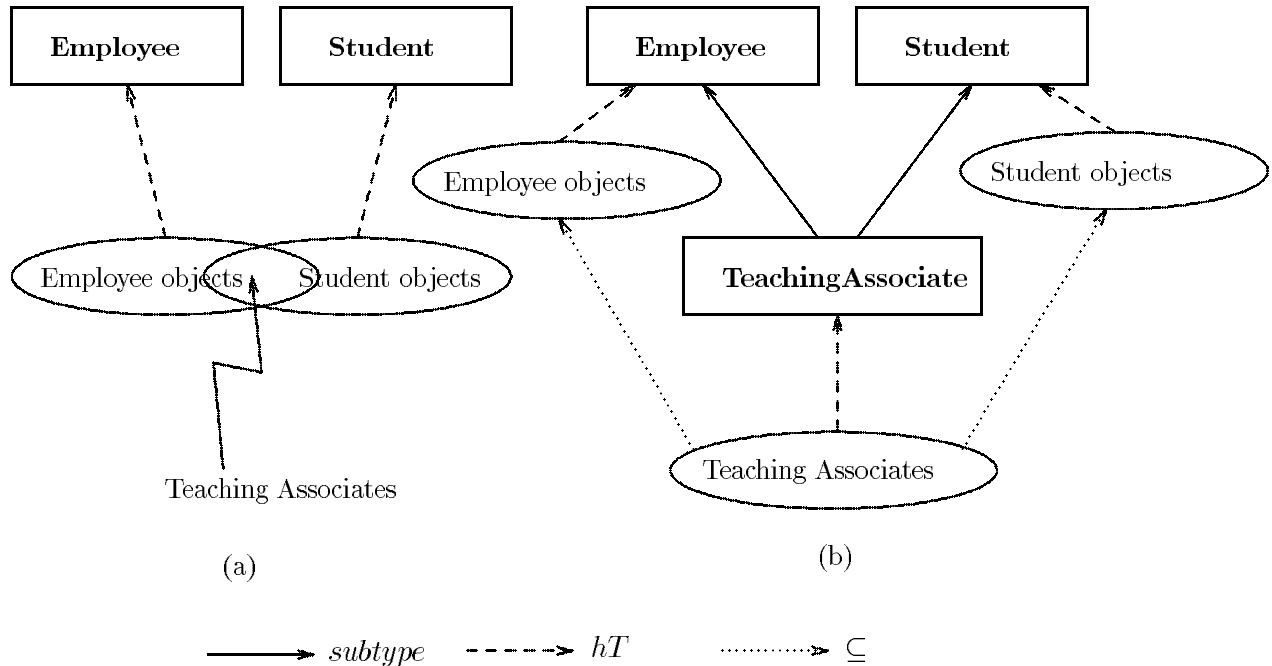 Employee
Student
Employee
Student
Employee objects
Student objects
Employee objects
Student objects
TeachingAssociate
Teaching Associates
Teaching Associates
(a)
(b)
subtype
hT
⊆